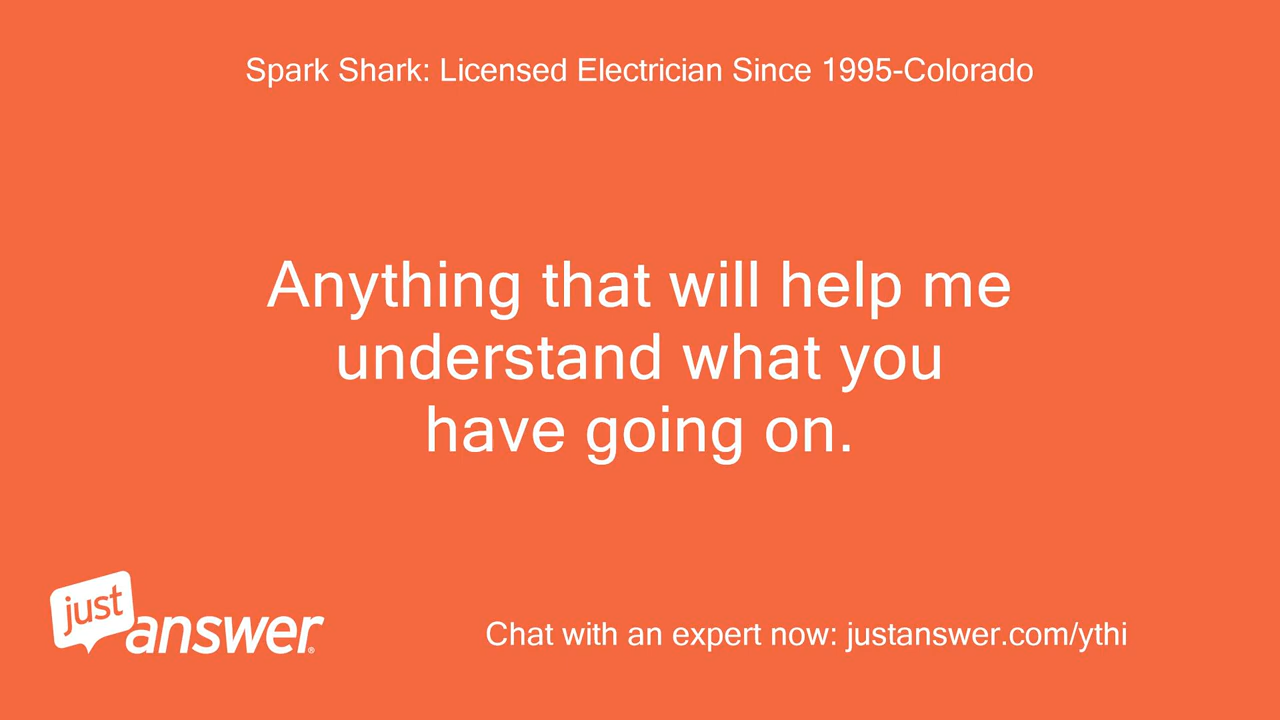 Spark Shark: Licensed Electrician Since 1995-Colorado
Anything that will help me
understand what you
have going on.
just
answer®
Chat with an expert now: justanswer.com/ythi